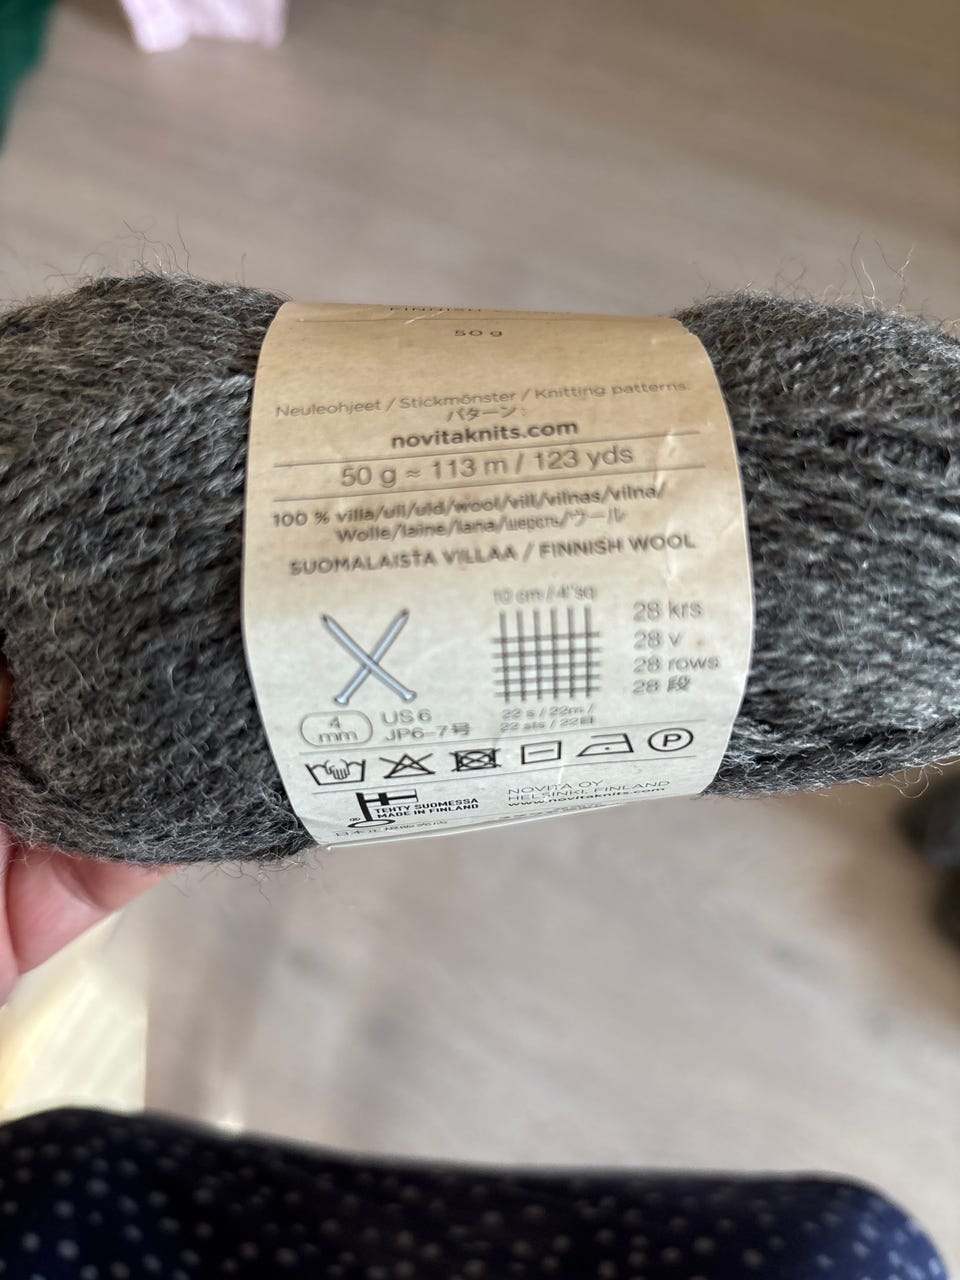 FINNISH
50 g
Neuleohjeet / Stickmönster / Knitting patterns:
パターン:
novitaknits.com
50 g ≈ 113 m / 123 yds
100 % villa/ull/uld/wool/vill/vilnas/vilna/
Wolle/laine/lana/шерсть/ウール
SUOMALAISTA VILLAA / FINNISH WOOL
10 cm / 4"sq
28 krs
28 v
28 rows
28 段
22 s / 22m /
22 sts / 22目
4
mm
US 6
JP6-7号
P
TEHTY SUOMESSA
MADE IN FINLAND
NOVITA OY
HELSINKI, FINLAND
www.novitaknits.com